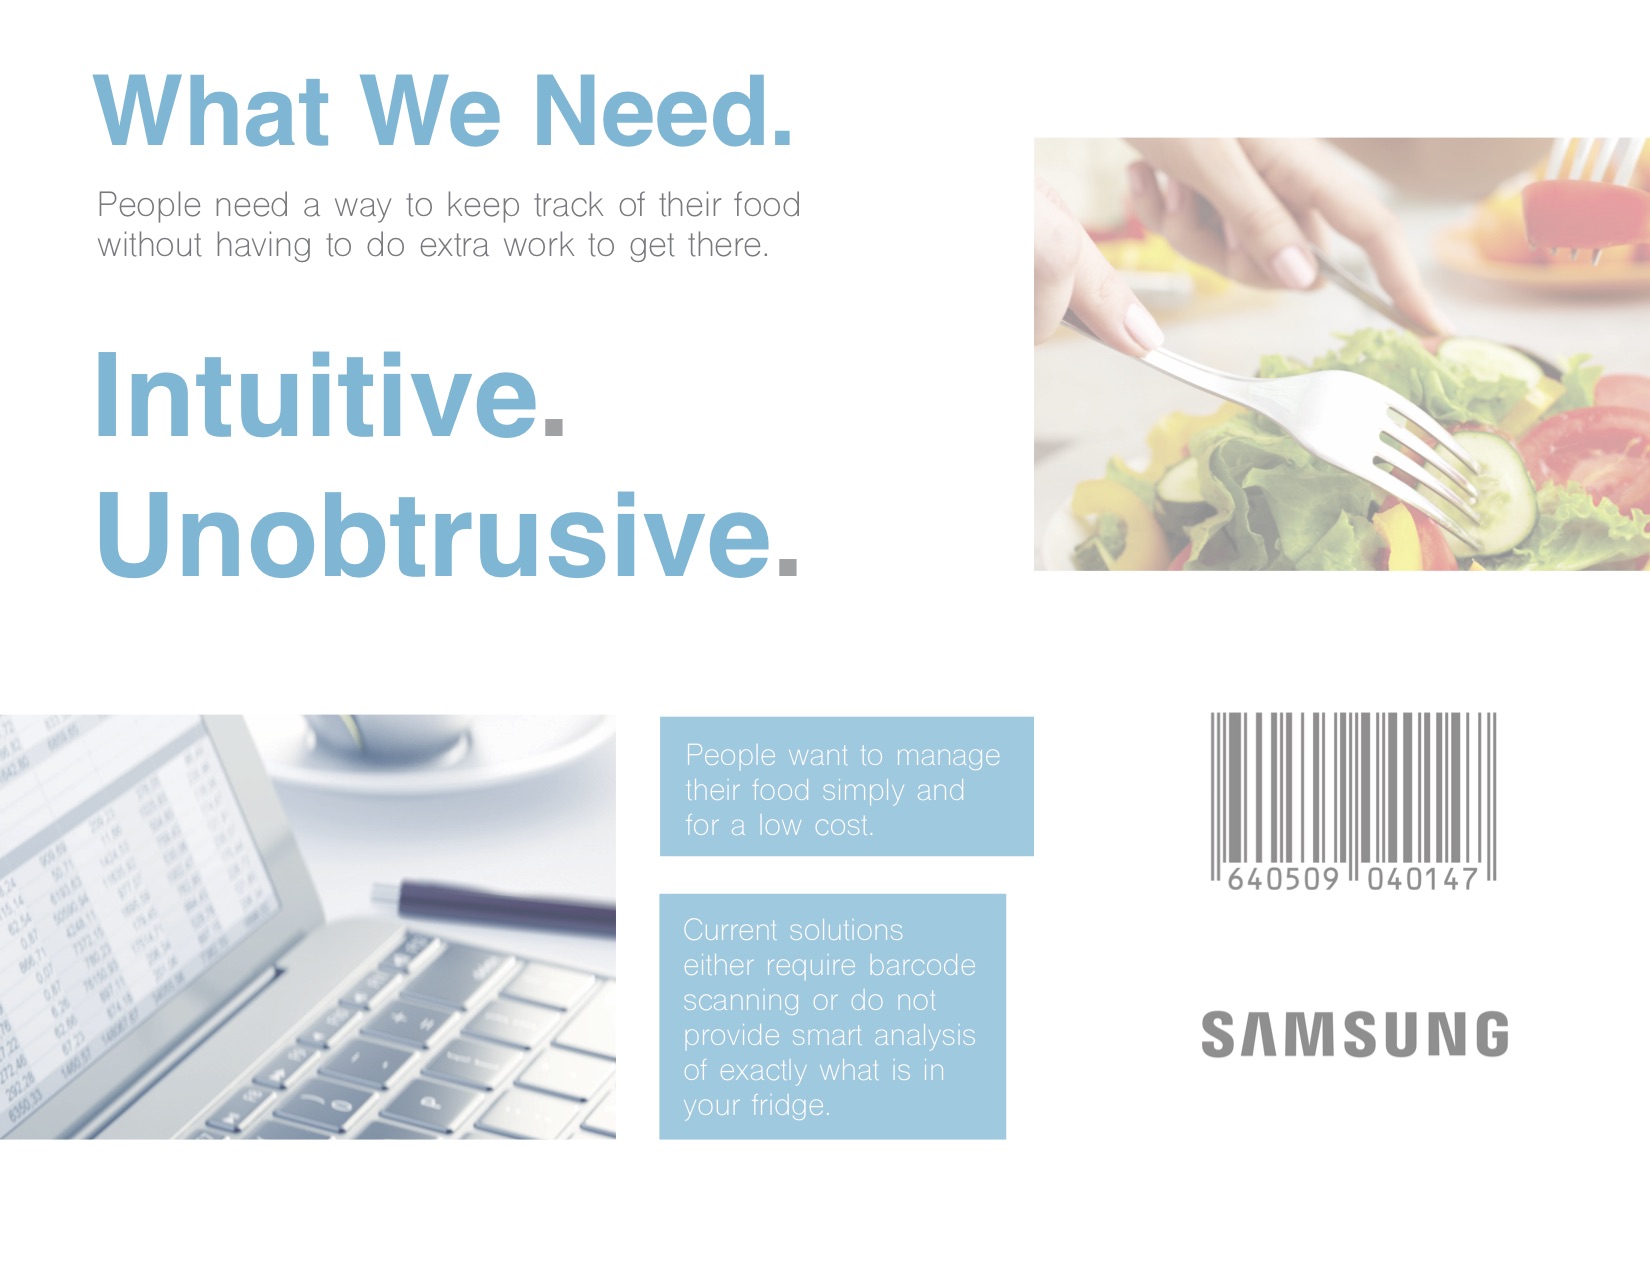 What We Need.
People need a way to keep track of their food
without having to do extra work to get there.
Intuitive.
Unobtrusive.
People want to manage
their food simply and
for a low cost.
Current solutions
either require barcode
scanning or do not
provide smart analysis
of exactly what is in
your fridge.
640509 040147
SAMSUNG